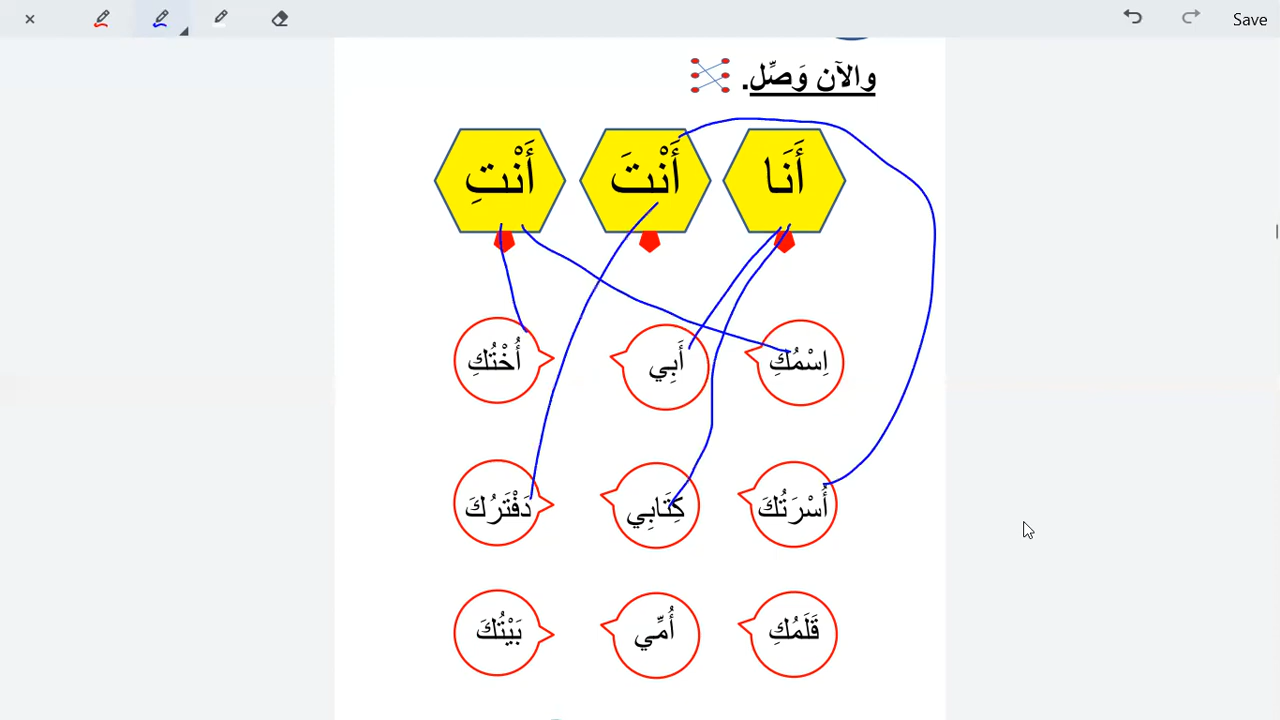 Save
والآن وَصِّل.
أَنَا أَنْتَ أَنْتِ
اِسْمُكِ أَبِي أُخْتُكِ
أُسْرَتُكَ كِتَابِي دَفْتَرُكَ
قَلَمُكِ أُمِّي بَيْتُكَ